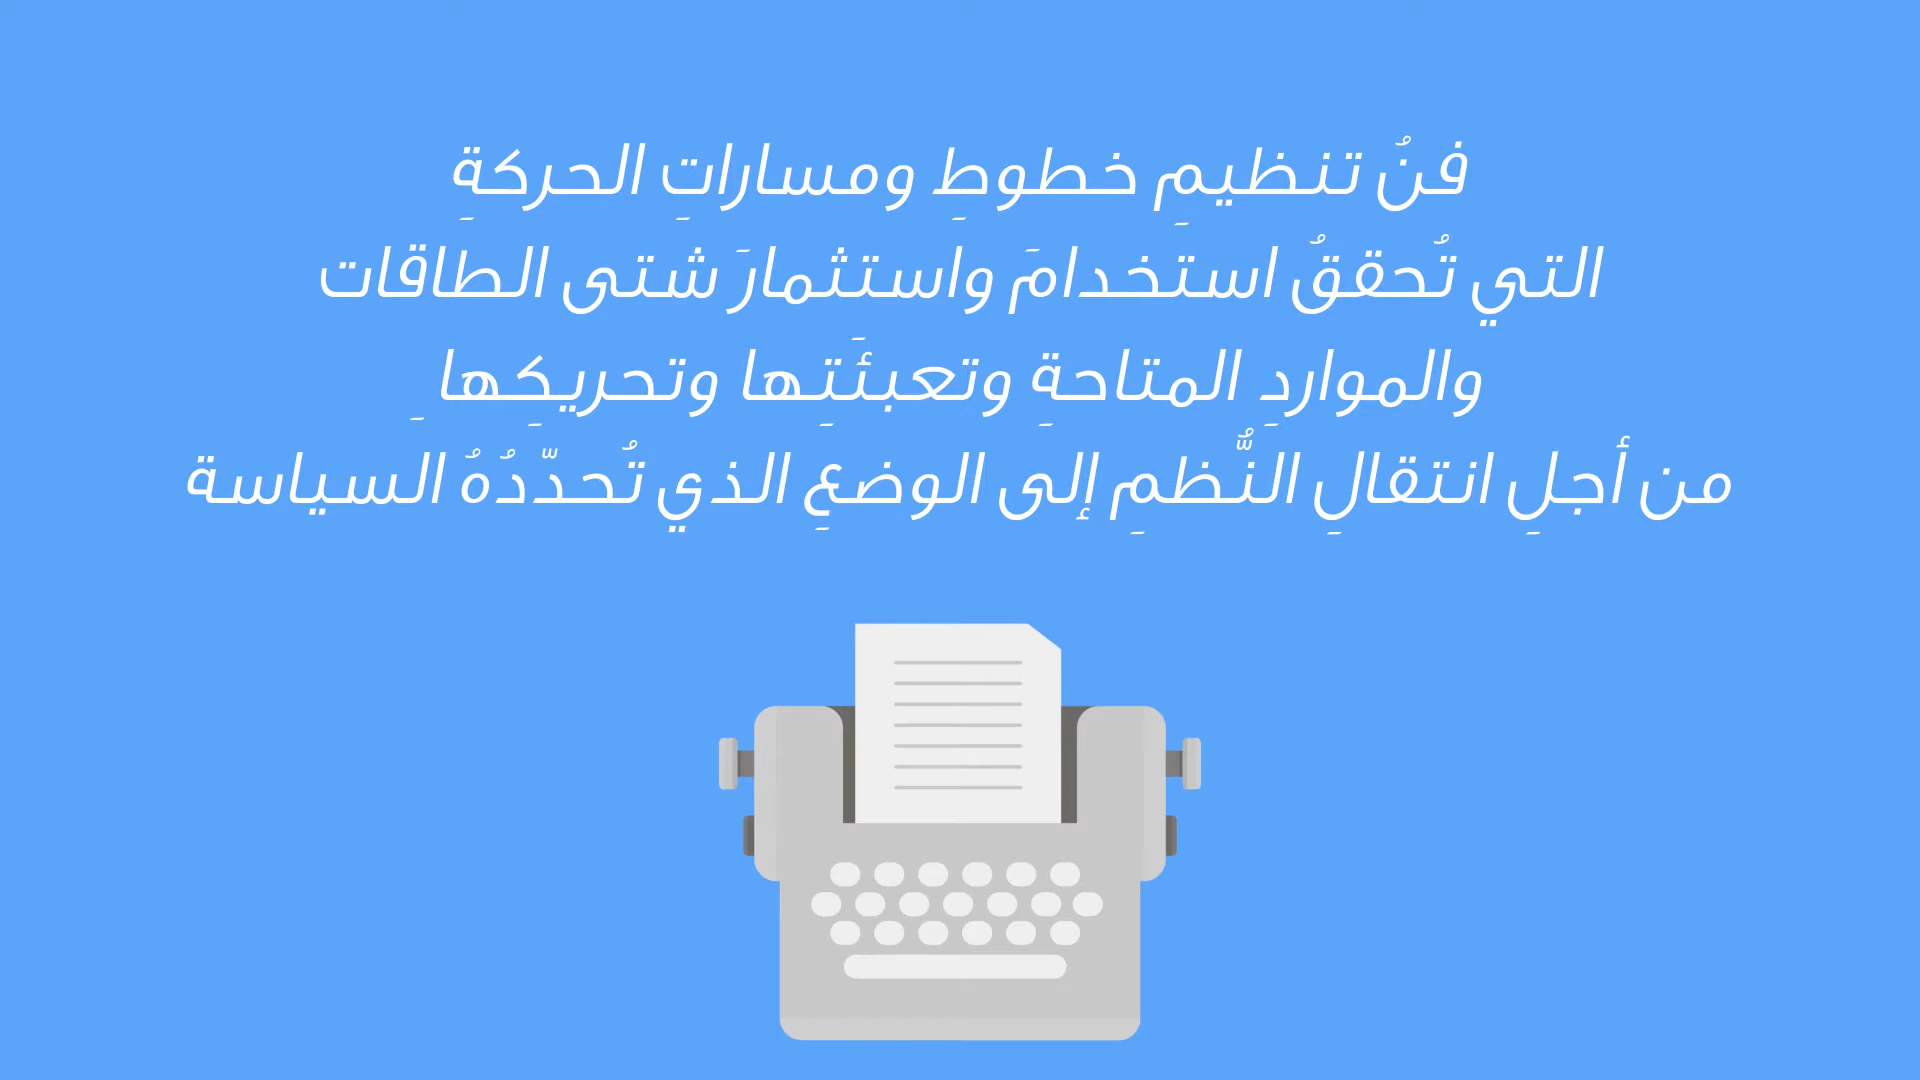 فنُ تنظيمِ خطوطِ ومساراتِ الحركةِ
التي تُحققُ استخدامَ واستثمارَ شتى الطاقات
والمواردِ المتاحةِ وتعبئَتِها وتحريكِها ِ
من أجلِ انتقالِ النُّظمِ إلى الوضعِ الذي تُحدّدُهُ السياسة